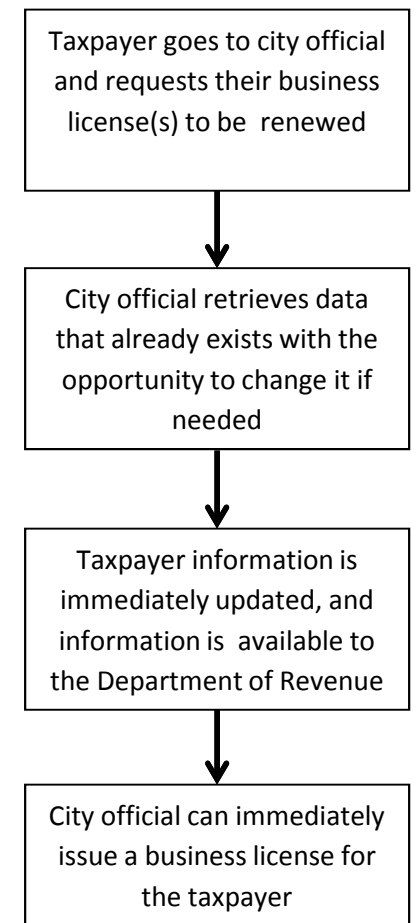 Taxpayer goes to city official
and requests their business
license(s) to be  renewed
City official retrieves data
that already exists with the
opportunity to change it if
needed
Taxpayer information is
immediately updated, and
information is  available to
the Department of Revenue
City official can immediately
issue a business license for
the taxpayer